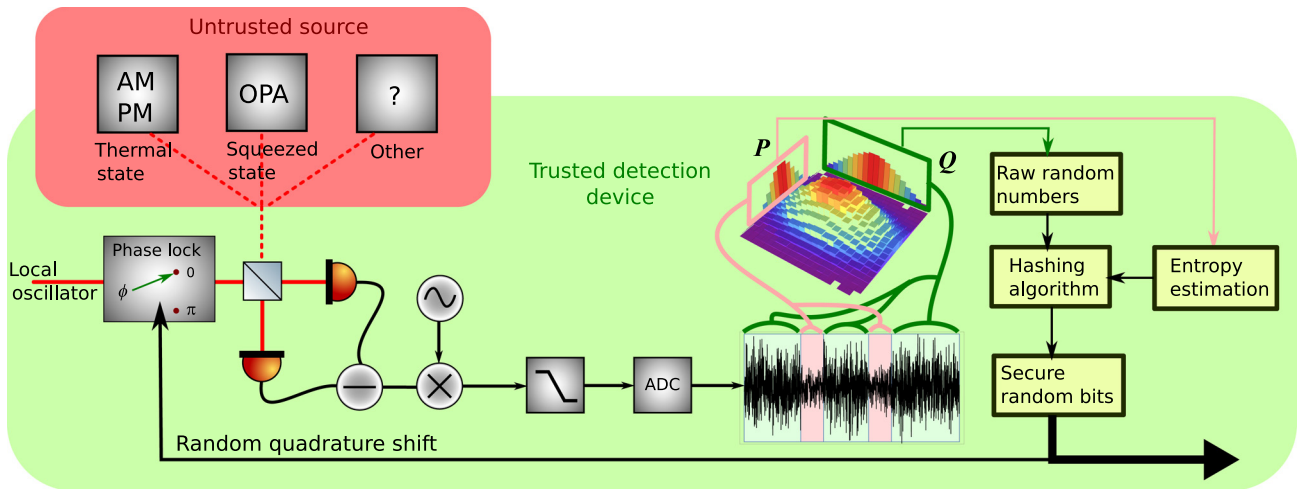 Untrusted source
AM
PM
OPA
?
Thermal
state
Squeezed
state
Other
Trusted detection
device
P
Q
Raw random
numbers
Hashing
algorithm
Entropy
estimation
Secure
random bits
Local
oscillator
Phase lock
ϕ
0
π
ADC
Random quadrature shift